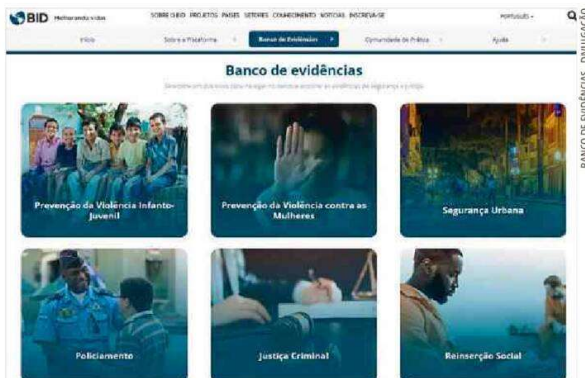 BID Melhorando vidas
SOBRE O BID PROJETOS PAÍSES SETORES CONHECIMENTO NOTÍCIAS INSCREVA-SE
PORTUGUÊS
Início
Sobre a Plataforma
Banco de Evidências
Comunidade de Prática
Ajuda
Banco de evidências
Prevenção da Violência Infanto-
Juvenil
Prevenção da Violência contra as
Mulheres
Segurança Urbana
Policiamento
Justiça Criminal
Reinserção Social
BANCO DE EVIDÊNCIAS - DIVULGAÇÃO